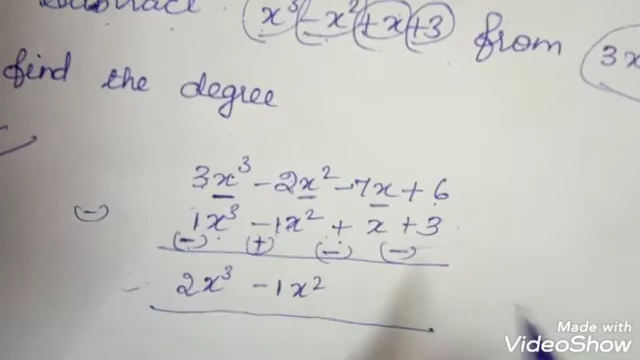 subtract x³ - x² + x + 3 from 3x
find the degree
3x³ - 2x² - 7x + 6
(-) 1x³ - 1x² + x + 3
(-) (+) (-) (-)
2x³ - 1x²
Made with
VideoShow